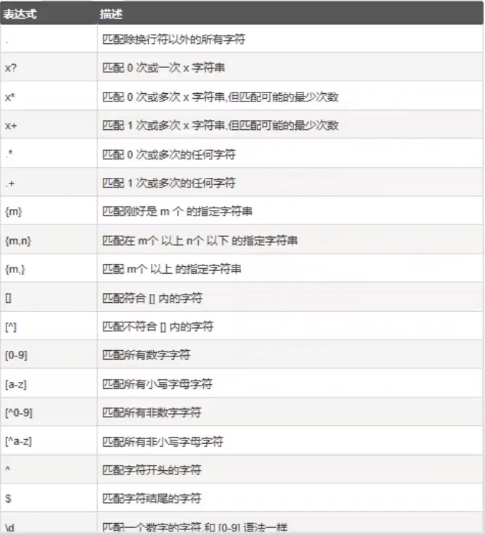 表达式 描述
. 匹配除换行符以外的所有字符
x? 匹配 0 次或一次 x 字符串
x* 匹配 0 次或多次 x 字符串,但匹配可能的最少次数
x+ 匹配 1 次或多次 x 字符串,但匹配可能的最少次数
.* 匹配 0 次或多次的任何字符
.+ 匹配 1 次或多次的任何字符
{m} 匹配刚好是 m 个 的指定字符串
{m,n} 匹配在 m个 以上 n个 以下 的指定字符串
{m,} 匹配 m个 以上 的指定字符串
[] 匹配符合 [] 内的字符
[^] 匹配不符合 [] 内的字符
[0-9] 匹配所有数字字符
[a-z] 匹配所有小写字母字符
[^0-9] 匹配所有非数字字符
[^a-z] 匹配所有非小写字母字符
^ 匹配字符开头的字符
$ 匹配字符结尾的字符
\d 匹配一个数字的字符,和 [0-9] 语法一样